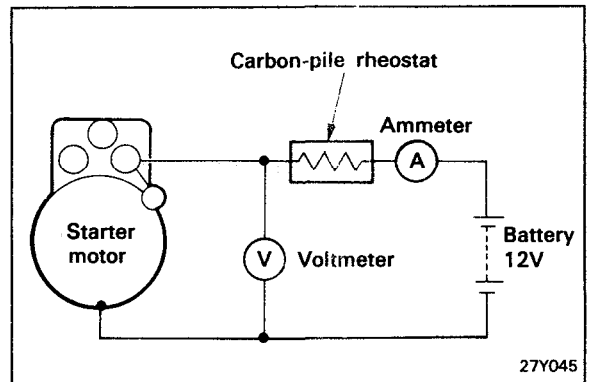 Carbon-pile rheostat
Ammeter
A
Starter
motor
V
Voltmeter
Battery
12V
27Y045